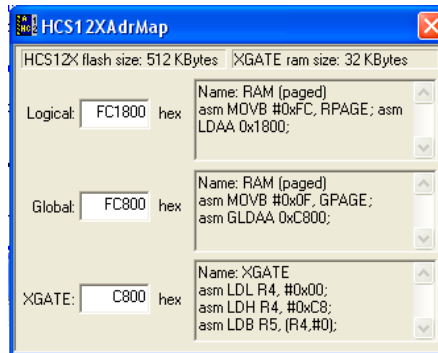 HCS12XAdrMap
HCS12X flash size: 512 KBytes XGATE ram size: 32 KBytes
Logical: FC1800 hex
Name: RAM (paged)
asm MOVB #0xFC, RPAGE; asm
LDAA 0x1800;
Global: FC800 hex
Name: RAM (paged)
asm MOVB #0x0F, GPAGE;
asm GLDAA 0xC800;
XGATE: C800 hex
Name: XGATE
asm LDL R4, #0x00;
asm LDH R4, #0xC8;
asm LDB R5, (R4,#0);